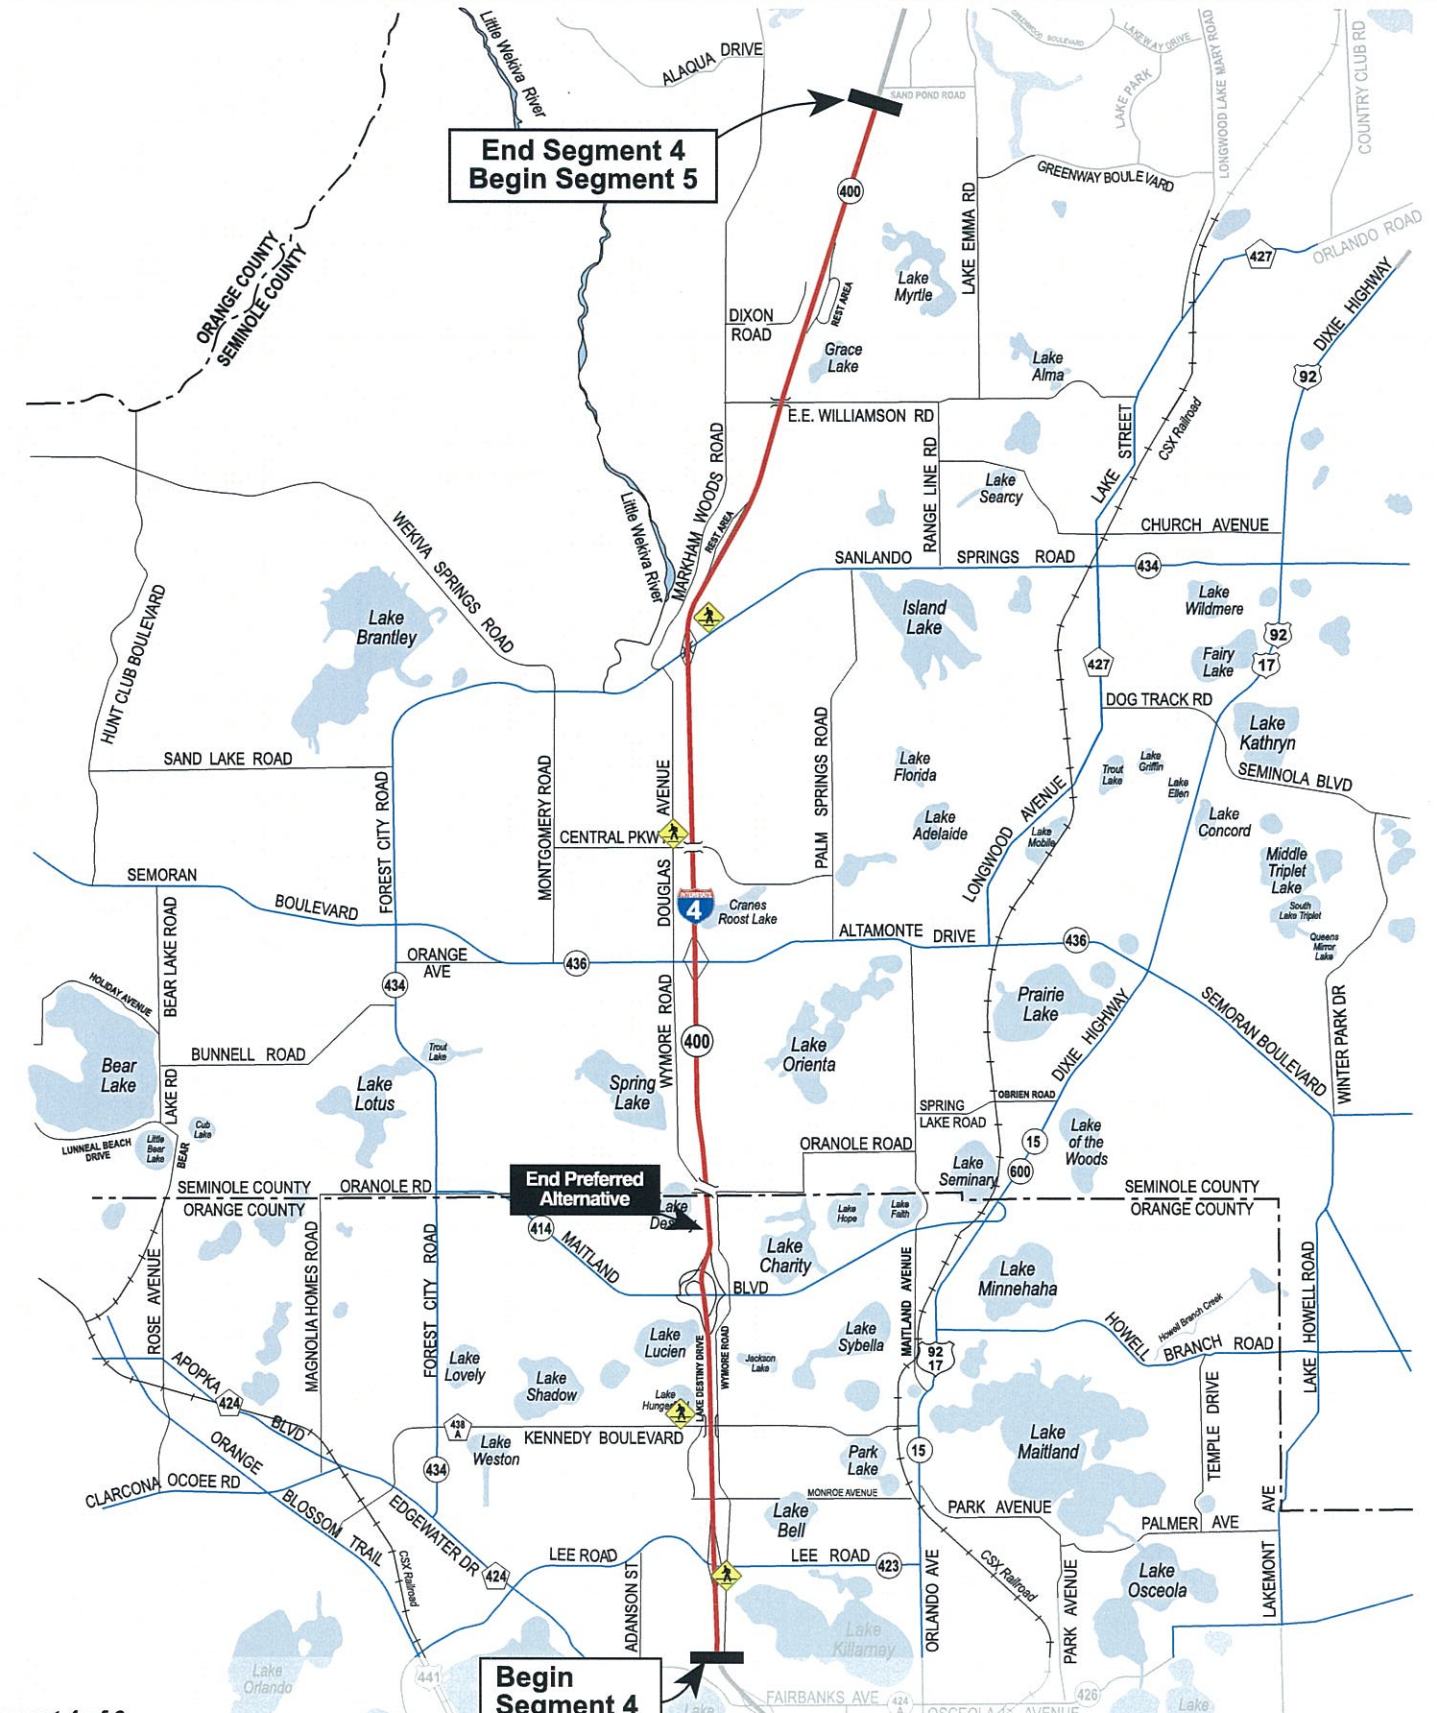 Little Wekiva River
ALAQUA DRIVE
LAKEWAY DRIVE
LAKE PARK
LONGWOOD LAKE MARY ROAD
COUNTRY CLUB RD
SAND POND ROAD
End Segment 4
Begin Segment 5
400
GREENWAY BOULEVARD
LAKE EMMA RD
ORANGE COUNTY
SEMINOLE COUNTY
427
ORLANDO ROAD
DIXIE HIGHWAY
Lake
Myrtle
REST AREA
DIXON
ROAD
Grace
Lake
Lake
Alma
92
E.E. WILLIAMSON RD
STREET
LAKE
CSX Railroad
RANGE LINE RD
MARKHAM WOODS ROAD
REST AREA
Little Wekiva River
Lake
Searcy
CHURCH AVENUE
WEKIVA SPRINGS ROAD
SANLANDO SPRINGS ROAD
434
HUNT CLUB BOULEVARD
Lake
Brantley
Island
Lake
Lake
Wildmere
92
17
Fairy
Lake
427
DOG TRACK RD
Lake
Kathryn
SAND LAKE ROAD
FOREST CITY ROAD
MONTGOMERY ROAD
AVENUE
DOUGLAS
PALM SPRINGS ROAD
Lake
Florida
Trout
Lake
Lake
Griffin
Lake
Ellen
SEMINOLA BLVD
Lake
Adelaide
LONGWOOD AVENUE
Lake
Mobile
Lake
Concord
CENTRAL PKWY
Middle
Triplet
Lake
South
Lake Triplet
Queens
Mirror
Lake
SEMORAN
BOULEVARD
INTERSTATE
4
Cranes
Roost Lake
ALTAMONTE DRIVE
436
ORANGE
AVE
436
434
BEAR LAKE ROAD
HOLIDAY AVENUE
WYMORE ROAD
400
Prairie
Lake
DIXIE HIGHWAY
SEMORAN BOULEVARD
WINTER PARK DR
Bear
Lake
BUNNELL ROAD
Trout
Lake
Lake
Lotus
Spring
Lake
Lake
Orienta
OBRIEN ROAD
SPRING
LAKE ROAD
LAKE RD
BEAR
Cub
Lake
Little
Bear
Lake
LUNNEAL BEACH
DRIVE
ORANOLE ROAD
15
600
Lake
of the
Woods
Lake
Seminary
SEMINOLE COUNTY
ORANGE COUNTY
ORANOLE RD
End Preferred
Alternative
Lake
Destiny
Lake
Hope
Lake
Faith
SEMINOLE COUNTY
ORANGE COUNTY
414
MAITLAND
BLVD
Lake
Charity
ROSE AVENUE
MAGNOLIA HOMES ROAD
FOREST CITY ROAD
MAITLAND AVENUE
Lake
Minnehaha
Howell Branch Creek
HOWELL
BRANCH ROAD
LAKE HOWELL ROAD
Lake
Lucien
LAKE DESTINY DRIVE
WYMORE ROAD
Jackson
Lake
Lake
Sybella
92
17
APOPKA
424
BLVD
Lake
Lovely
Lake
Shadow
Lake
438
A
Lake
Weston
KENNEDY BOULEVARD
Park
Lake
15
Lake
Maitland
TEMPLE DRIVE
ORANGE
BLOSSOM TRAIL
CLARCONA OCOEE RD
434
EDGEWATER DR
424
CSX Railroad
MONROE AVENUE
Lake
Bell
PARK AVENUE
PALMER AVE
LAKEMONT AVE
LEE ROAD
LEE ROAD
423
ADANSON ST
ORLANDO AVE
CSX Railroad
PARK AVENUE
Lake
Osceola
Lake
Killarney
Lake
Orlando
441
Begin
Segment 4
FAIRBANKS AVE
424
A
426
OSCEOLA AVENUE
Lake
Lake